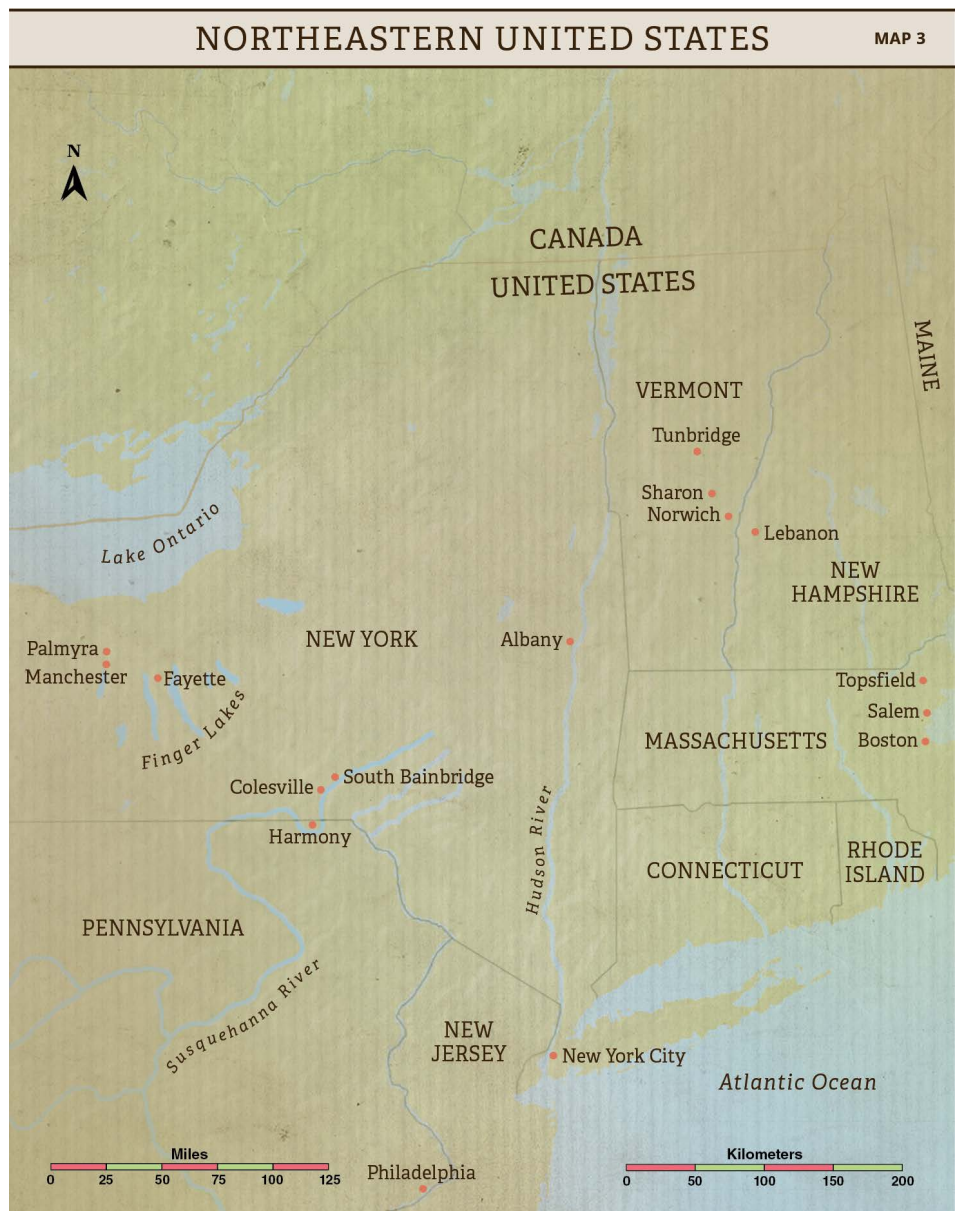 NORTHEASTERN UNITED STATES
MAP 3
N
CANADA
UNITED STATES
MAINE
VERMONT
Tunbridge
Sharon
Norwich
Lebanon
Lake Ontario
NEW
HAMPSHIRE
NEW YORK
Albany
Palmyra
Manchester
Fayette
Finger Lakes
Topsfield
Salem
MASSACHUSETTS
Boston
South Bainbridge
Colesville
Harmony
Hudson River
CONNECTICUT
RHODE
ISLAND
PENNSYLVANIA
Susquehanna River
NEW
JERSEY
New York City
Atlantic Ocean
Miles
0 25 50 75 100 125
Philadelphia
Kilometers
0 50 100 150 200